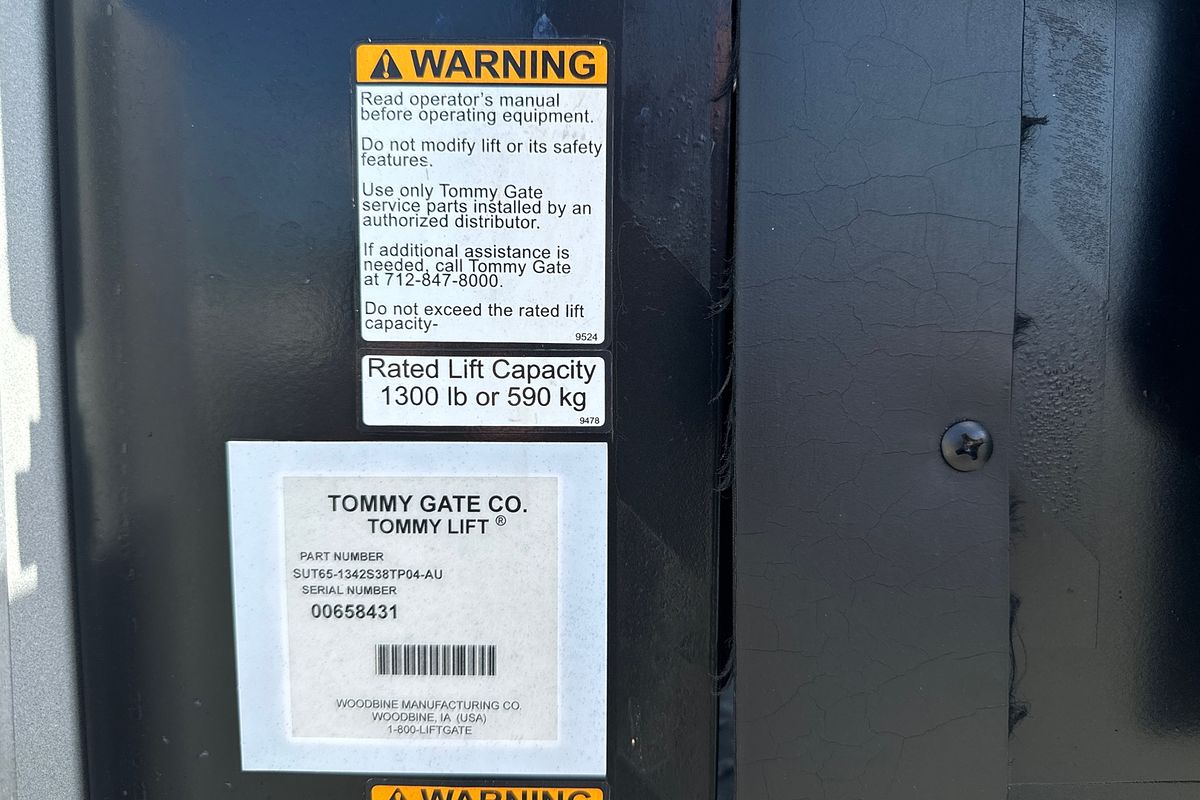 WARNING
Read operator's manual
before operating equipment.
Do not modify lift or its safety
features.
Use only Tommy Gate
service parts installed by an
authorized distributor.
If additional assistance is
needed, call Tommy Gate
at 712-847-8000.
Do not exceed the rated lift
capacity-
9524
Rated Lift Capacity
1300 lb or 590 kg
9478
TOMMY GATE CO.
TOMMY LIFT ®
PART NUMBER
SUT65-1342S38TP04-AU
SERIAL NUMBER
00658431
WOODBINE MANUFACTURING CO.
WOODBINE, IA (USA)
1-800-LIFTGATE
WARNING